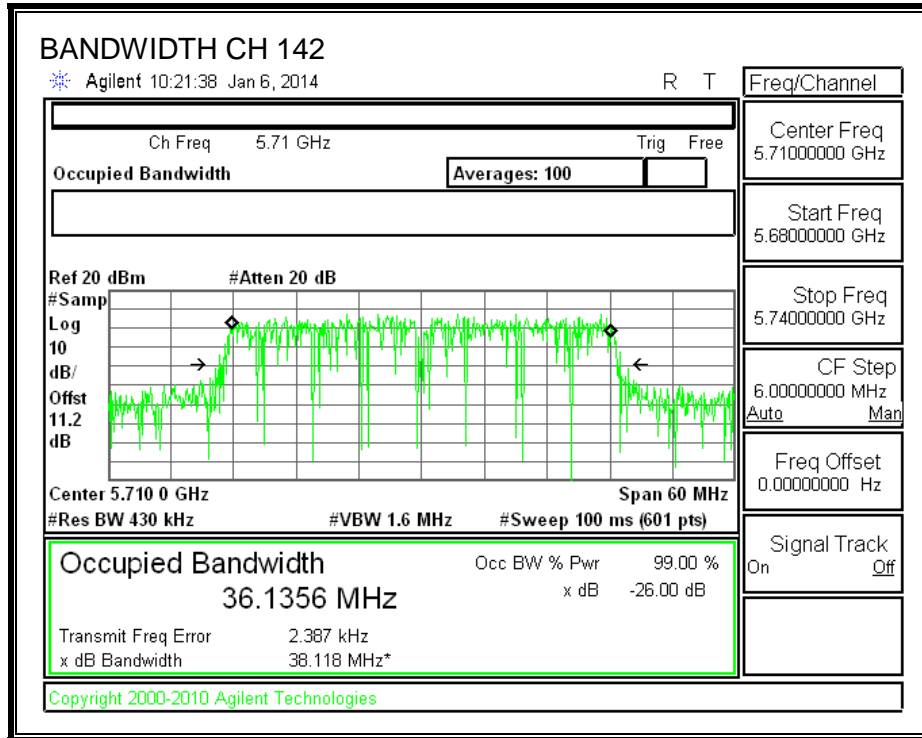 BANDWIDTH CH 142
Agilent 10:21:38 Jan 6, 2014 R T
Freq/Channel
Ch Freq 5.71 GHz Trig Free
Occupied Bandwidth Averages: 100
Center Freq
5.71000000 GHz
Start Freq
5.68000000 GHz
Stop Freq
5.74000000 GHz
CF Step
6.00000000 MHz
Auto Man
Freq Offset
0.00000000 Hz
Signal Track
On Off
Ref 20 dBm #Atten 20 dB
#Samp
Log
10
dB/
Offst
11.2
dB
Center 5.710 0 GHz Span 60 MHz
#Res BW 430 kHz #VBW 1.6 MHz #Sweep 100 ms (601 pts)
Occupied Bandwidth Occ BW % Pwr 99.00 %
36.1356 MHz x dB -26.00 dB
Transmit Freq Error 2.387 kHz
x dB Bandwidth 38.118 MHz*
Copyright 2000-2010 Agilent Technologies